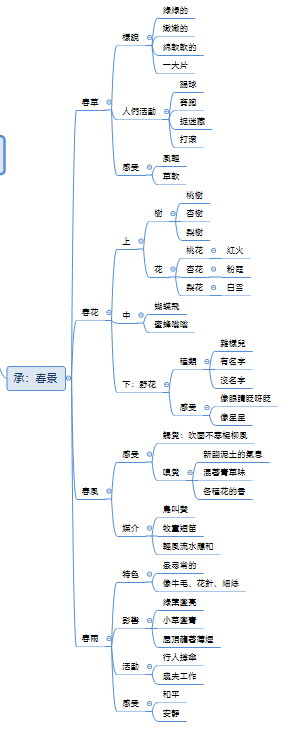 承：春景
春草
樣貌
綠綠的
嫩嫩的
綿軟軟的
一大片
人們活動
踢球
賽跑
捉迷藏
打滾
感受
風輕
草軟
春花
上
樹
桃樹
杏樹
梨樹
花
桃花
紅火
杏花
粉霞
梨花
白雪
中
蝴蝶飛
蜜蜂嗡嗡
下：野花
種類
雜樣兒
有名字
沒名字
感受
像眼睛眨呀眨
像星星
春風
感受
觸覺：吹面不寒楊柳風
嗅覺
新翻泥土的氣息
混著青草味
各種花的香
媒介
鳥叫聲
牧童短笛
輕風流水應和
春雨
特色
最尋常的
像牛毛、花針、細絲
影響
綠葉發亮
小草發青
屋頂籠著薄煙
活動
行人撐傘
農夫工作
感受
和平
安靜